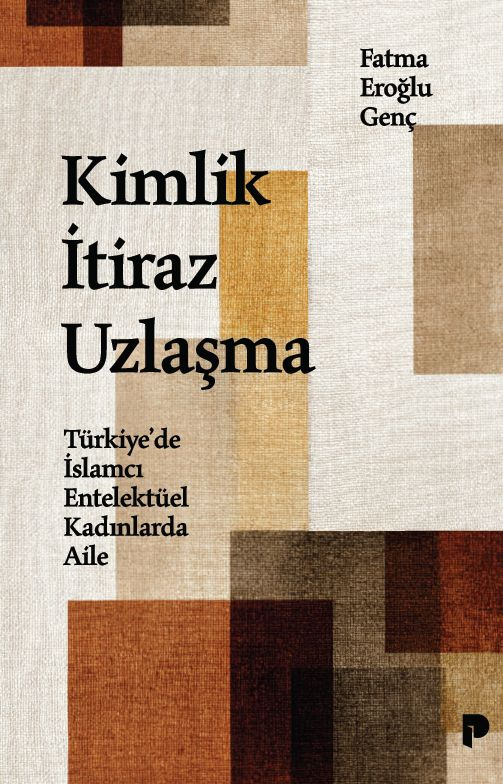 Fatma
Eroğlu
Genç
Kimlik
İtiraz
Uzlaşma
Türkiye'de
İslamcı
Entelektüel
Kadınlarda
Aile